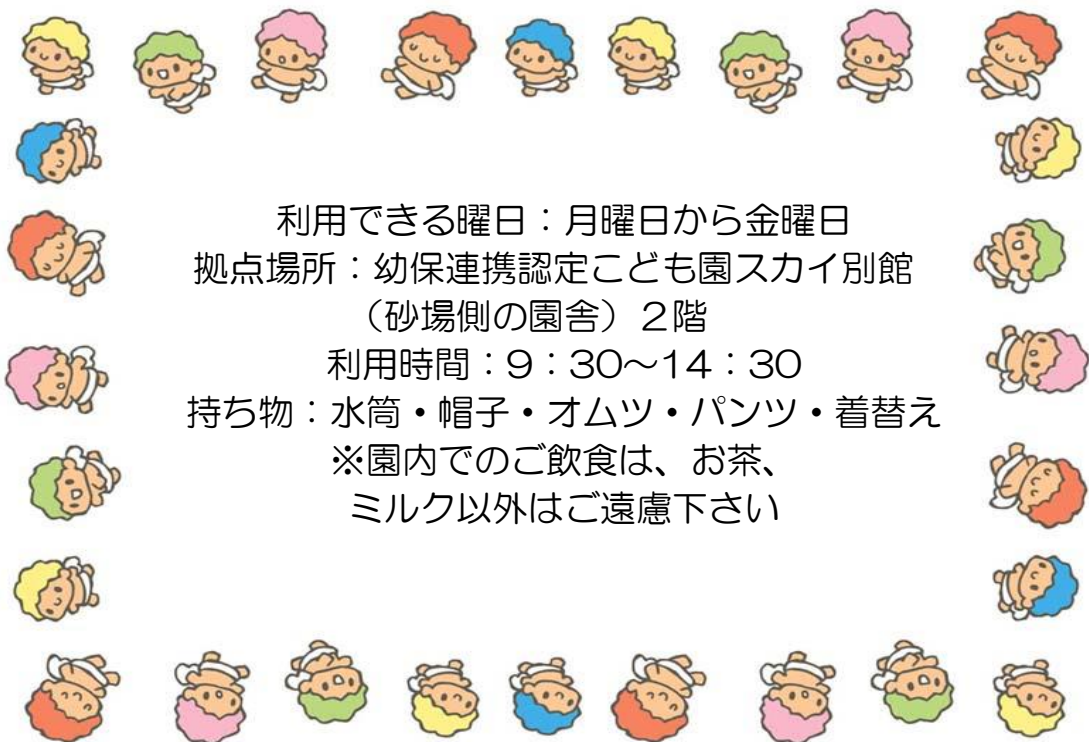 利用できる曜日：月曜日から金曜日
拠点場所：幼保連携認定こども園スカイ別館
（砂場側の園舎）２階
利用時間：9：30～14：30
持ち物：水筒・帽子・オムツ・パンツ・着替え
※園内でのご飲食は、お茶、
ミルク以外はご遠慮下さい